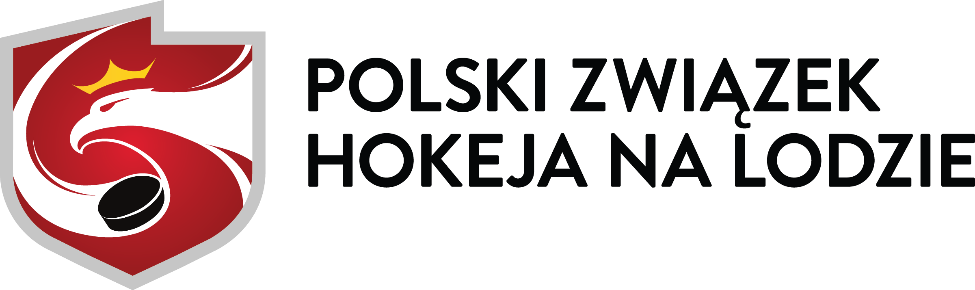 POLSKI ZWIĄZEK
HOKEJA NA LODZIE